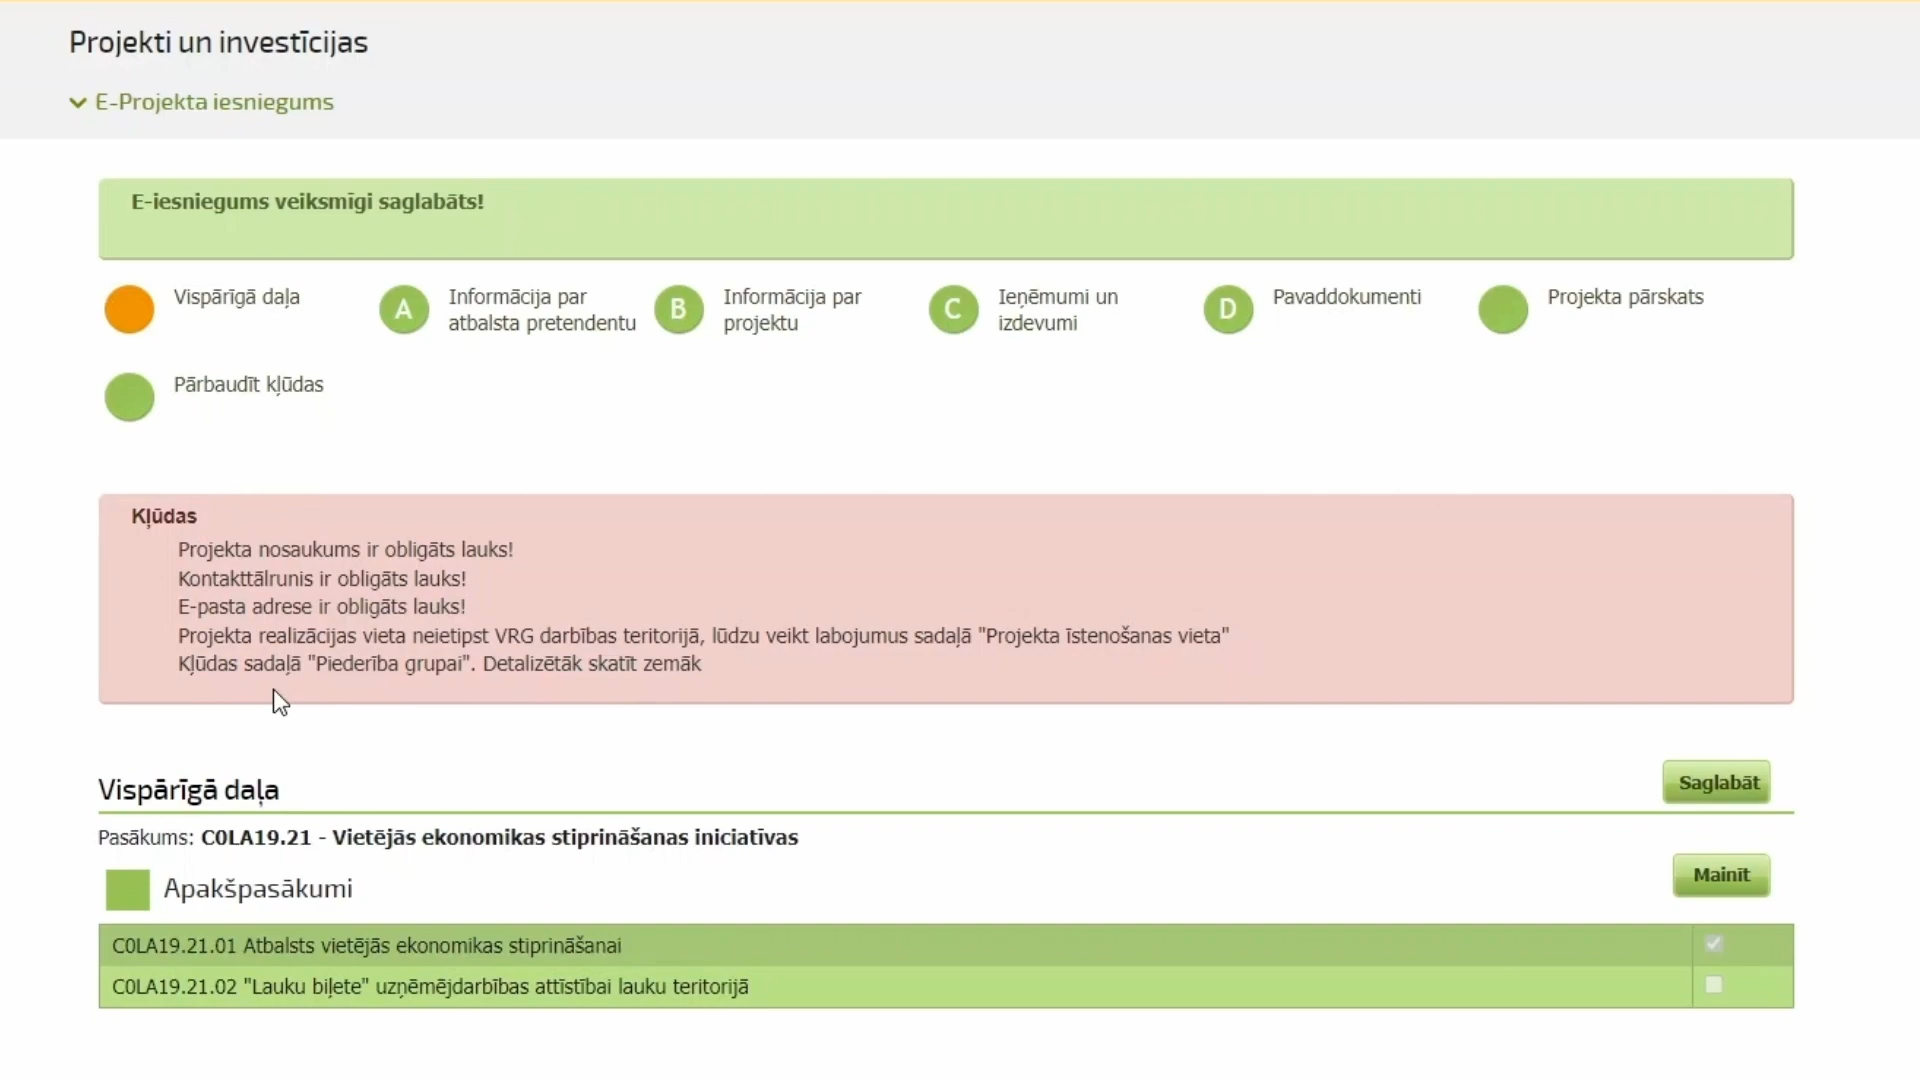 Projekti un investīcijas
E-Projekta iesniegums
E-iesniegums veiksmīgi saglabāts!
Vispārīgā daļa
A
Informācija par
atbalsta pretendentu
B
Informācija par
projektu
C
Ieņēmumi un
izdevumi
D
Pavaddokumenti
Projekta pārskats
Pārbaudīt kļūdas
Kļūdas
Projekta nosaukums ir obligāts lauks!
Kontakttālrunis ir obligāts lauks!
E-pasta adrese ir obligāts lauks!
Projekta realizācijas vieta neietipst VRG darbības teritorijā, lūdzu veikt labojumus sadaļā "Projekta īstenošanas vieta"
Kļūdas sadaļā "Piederība grupai". Detalizētāk skatīt zemāk
Vispārīgā daļa
Saglabāt
Pasākums: C0LA19.21 - Vietējās ekonomikas stiprināšanas iniciatīvas
Apakšpasākumi
Mainīt
C0LA19.21.01 Atbalsts vietējās ekonomikas stiprināšanai
C0LA19.21.02 "Lauku biļete" uzņēmējdarbības attīstībai lauku teritorijā